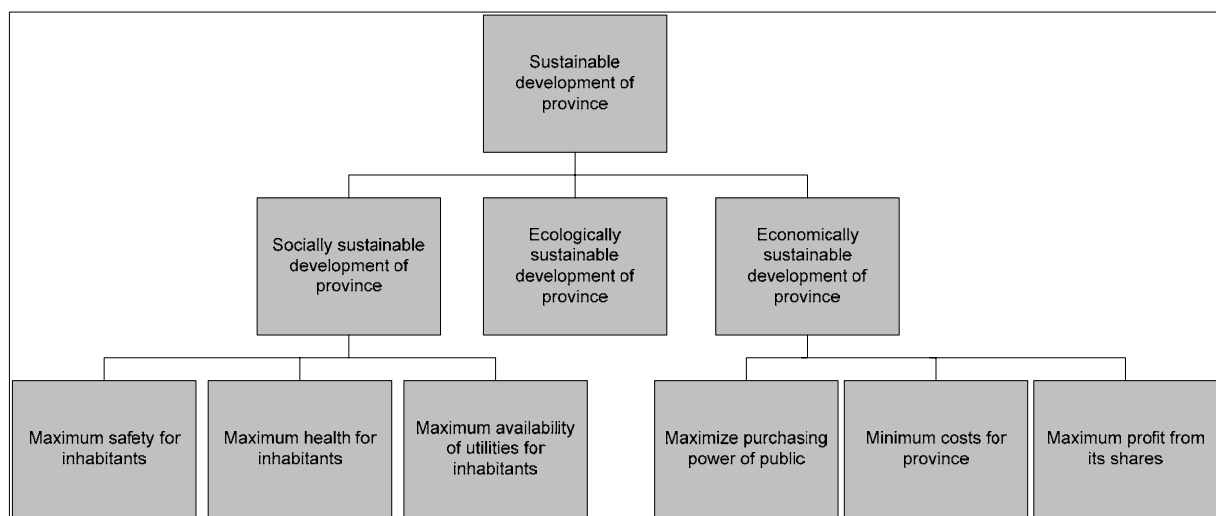 Sustainable
development of
province
Socially sustainable
development of
province
Ecologically
sustainable
development of
province
Economically
sustainable
development of
province
Maximum safety for
inhabitants
Maximum health for
inhabitants
Maximum availability
of utilities for
inhabitants
Maximize purchasing
power of public
Minimum costs for
province
Maximum profit from
its shares